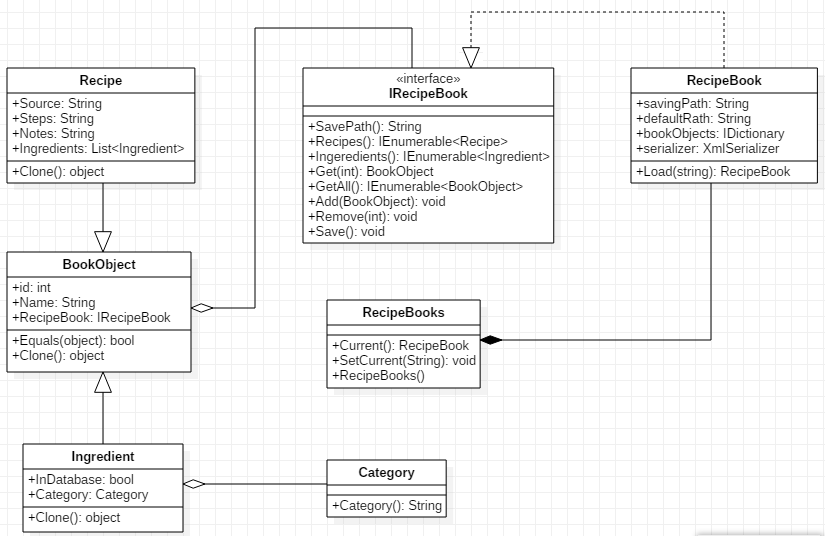 Recipe
+Source: String
+Steps: String
+Notes: String
+Ingredients: List<Ingredient>
+Clone(): object
«interface»
IRecipeBook
+SavePath(): String
+Recipes(): IEnumerable<Recipe>
+Ingeredients(): IEnumerable<Ingredient>
+Get(int): BookObject
+GetAll(): IEnumerable<BookObject>
+Add(BookObject): void
+Remove(int): void
+Save(): void
RecipeBook
+savingPath: String
+defaultRath: String
+bookObjects: IDictionary
+serializer: XmlSerializer
+Load(string): RecipeBook
BookObject
+id: int
+Name: String
+RecipeBook: IRecipeBook
+Equals(object): bool
+Clone(): object
RecipeBooks
+Current(): RecipeBook
+SetCurrent(String): void
+RecipeBooks()
Ingredient
+InDatabase: bool
+Category: Category
+Clone(): object
Category
+Category(): String